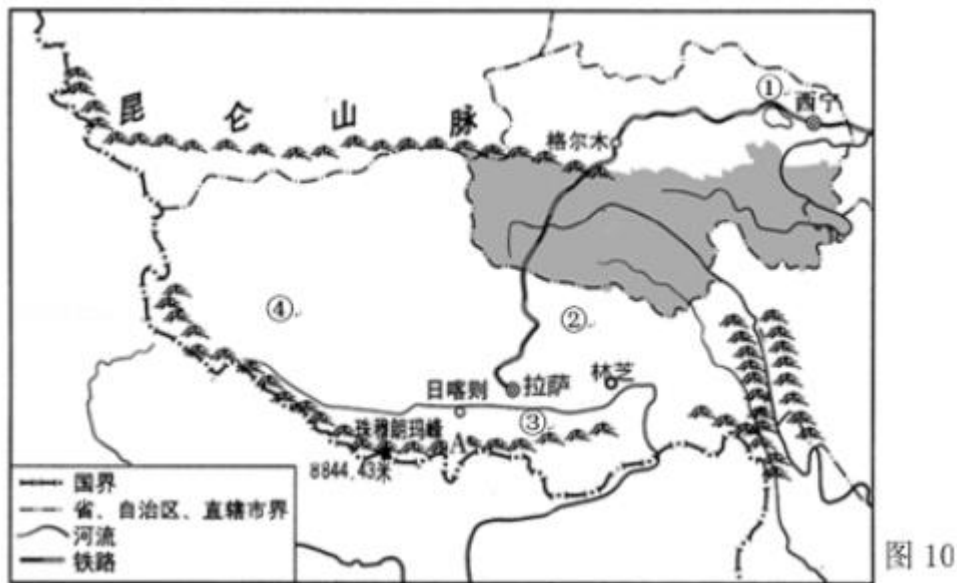 昆仑山脉
①
西宁
格尔木
④
②
日喀则
拉萨
林芝
③
珠穆朗玛峰
A
8844.43米
国界
省、自治区、直辖市界
河流
铁路
图 10